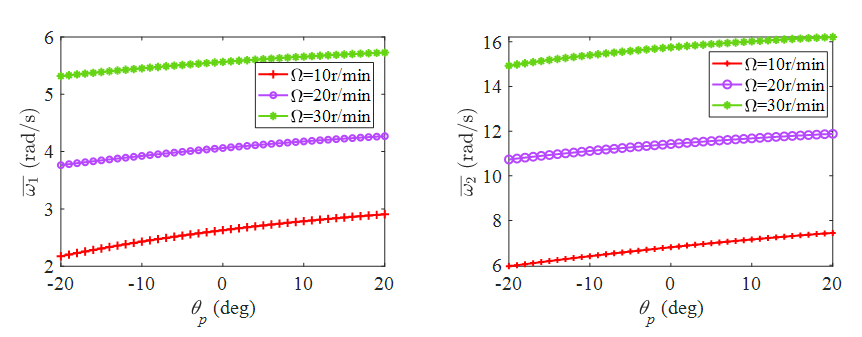 6
5
4
3
2
ω̅₁ (rad/s)
Ω=10r/min
Ω=20r/min
Ω=30r/min
-20 -10 0 10 20
θₚ (deg)
16
14
12
10
8
6
ω̅₂ (rad/s)
Ω=10r/min
Ω=20r/min
Ω=30r/min
-20 -10 0 10 20
θₚ (deg)